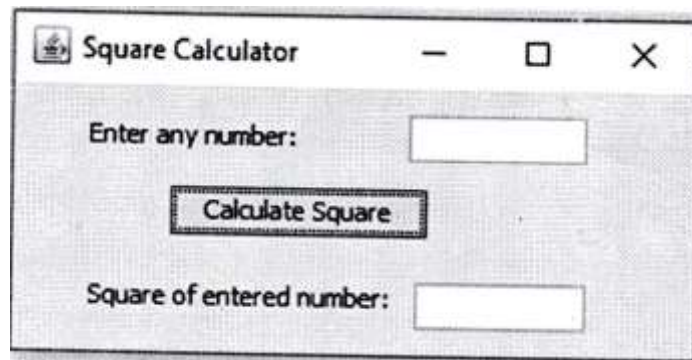 Square Calculator
Enter any number:
Calculate Square
Square of entered number: